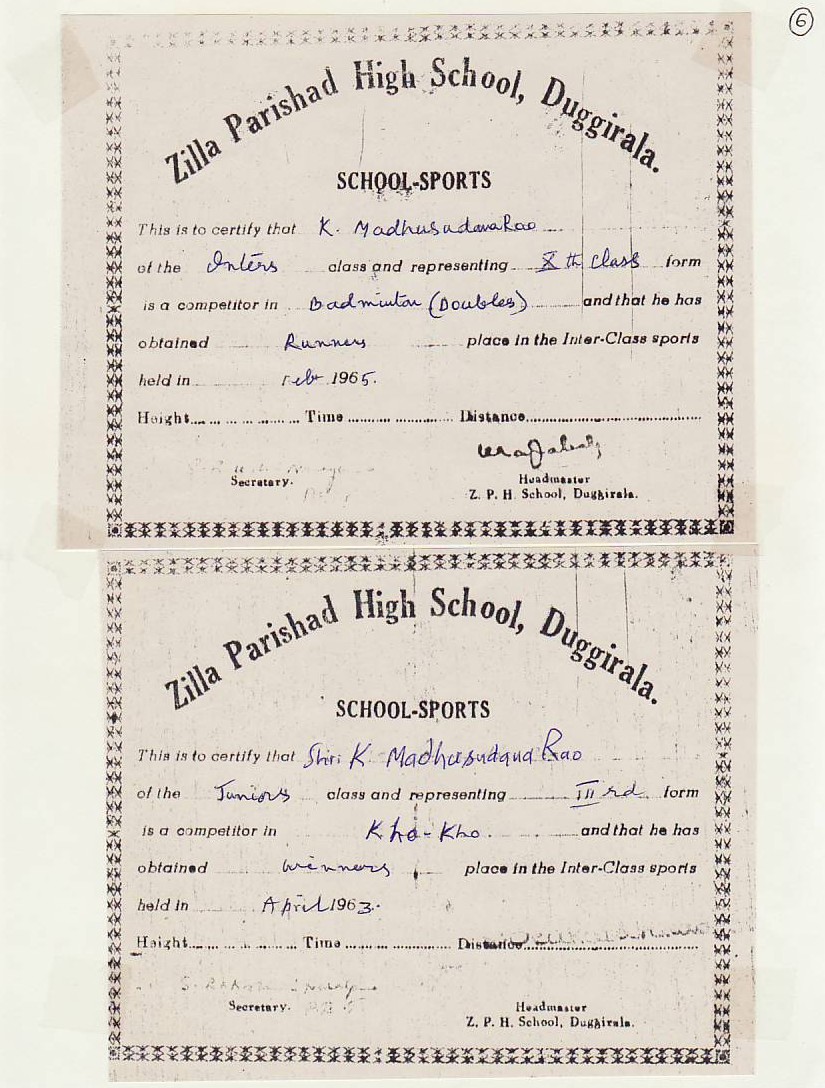 6
Zilla Parishad High School, Duggirala.
SCHOOL-SPORTS
This is to certify that K. Madhusudana Rao
of the Inters class and representing Xth class form
is a competitor in Badminton (Doubles) and that he has
obtained Runners place in the Inter-Class sports
held in Feb 1965.
Height.................... Time ........................ Distance..........................................
Secretary.
Headmaster
Z. P. H. School, Duggirala.
Zilla Parishad High School, Duggirala.
SCHOOL-SPORTS
This is to certify that Shri K Madhusudana Rao
of the Juniors class and representing IIIrd form
is a competitor in Kho-Kho. and that he has
obtained winners place in the Inter-Class sports
held in April 1963.
Height.................... Time ........................ Distance..........................................
Secretary.
Headmaster
Z. P. H. School, Duggirala.